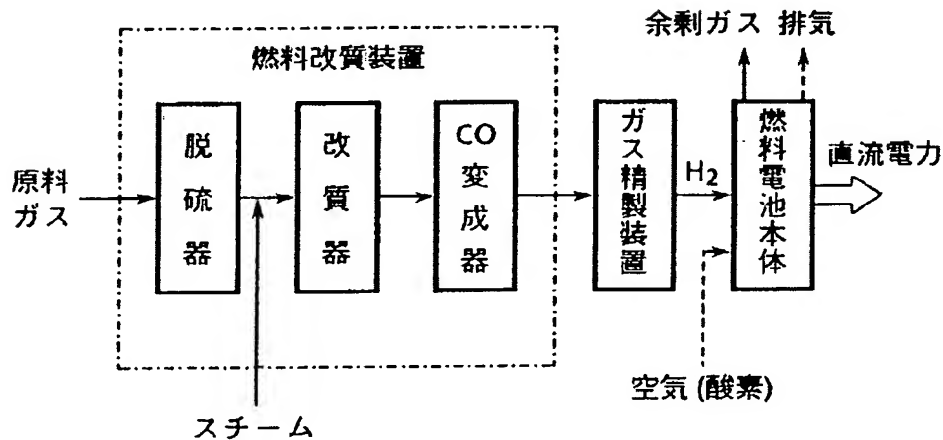 余剰ガス 排気
燃料改質装置
脱硫器
改質器
CO変成器
ガス精製装置
燃料電池本体
直流電力
原料
ガス
H2
空気(酸素)
スチーム